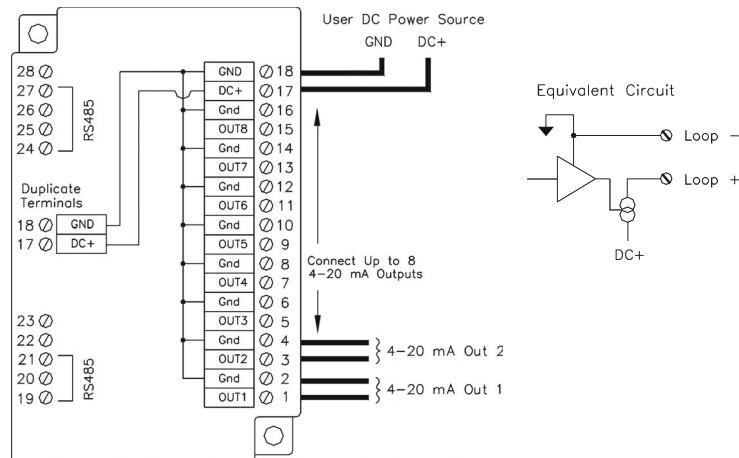 User DC Power Source
GND DC+
28
27
26
25
24
RS485
Duplicate
Terminals
18 GND
17 DC+
23
22
21
20
19
RS485
GND 18
DC+ 17
Gnd 16
OUT8 15
Gnd 14
OUT7 13
Gnd 12
OUT6 11
Gnd 10
OUT5 9
Gnd 8
OUT4 7
Gnd 6
OUT3 5
Gnd 4
OUT2 3
Gnd 2
OUT1 1
Connect Up to 8
4-20 mA Outputs
4-20 mA Out 2
4-20 mA Out 1
Equivalent Circuit
Loop -
Loop +
DC+